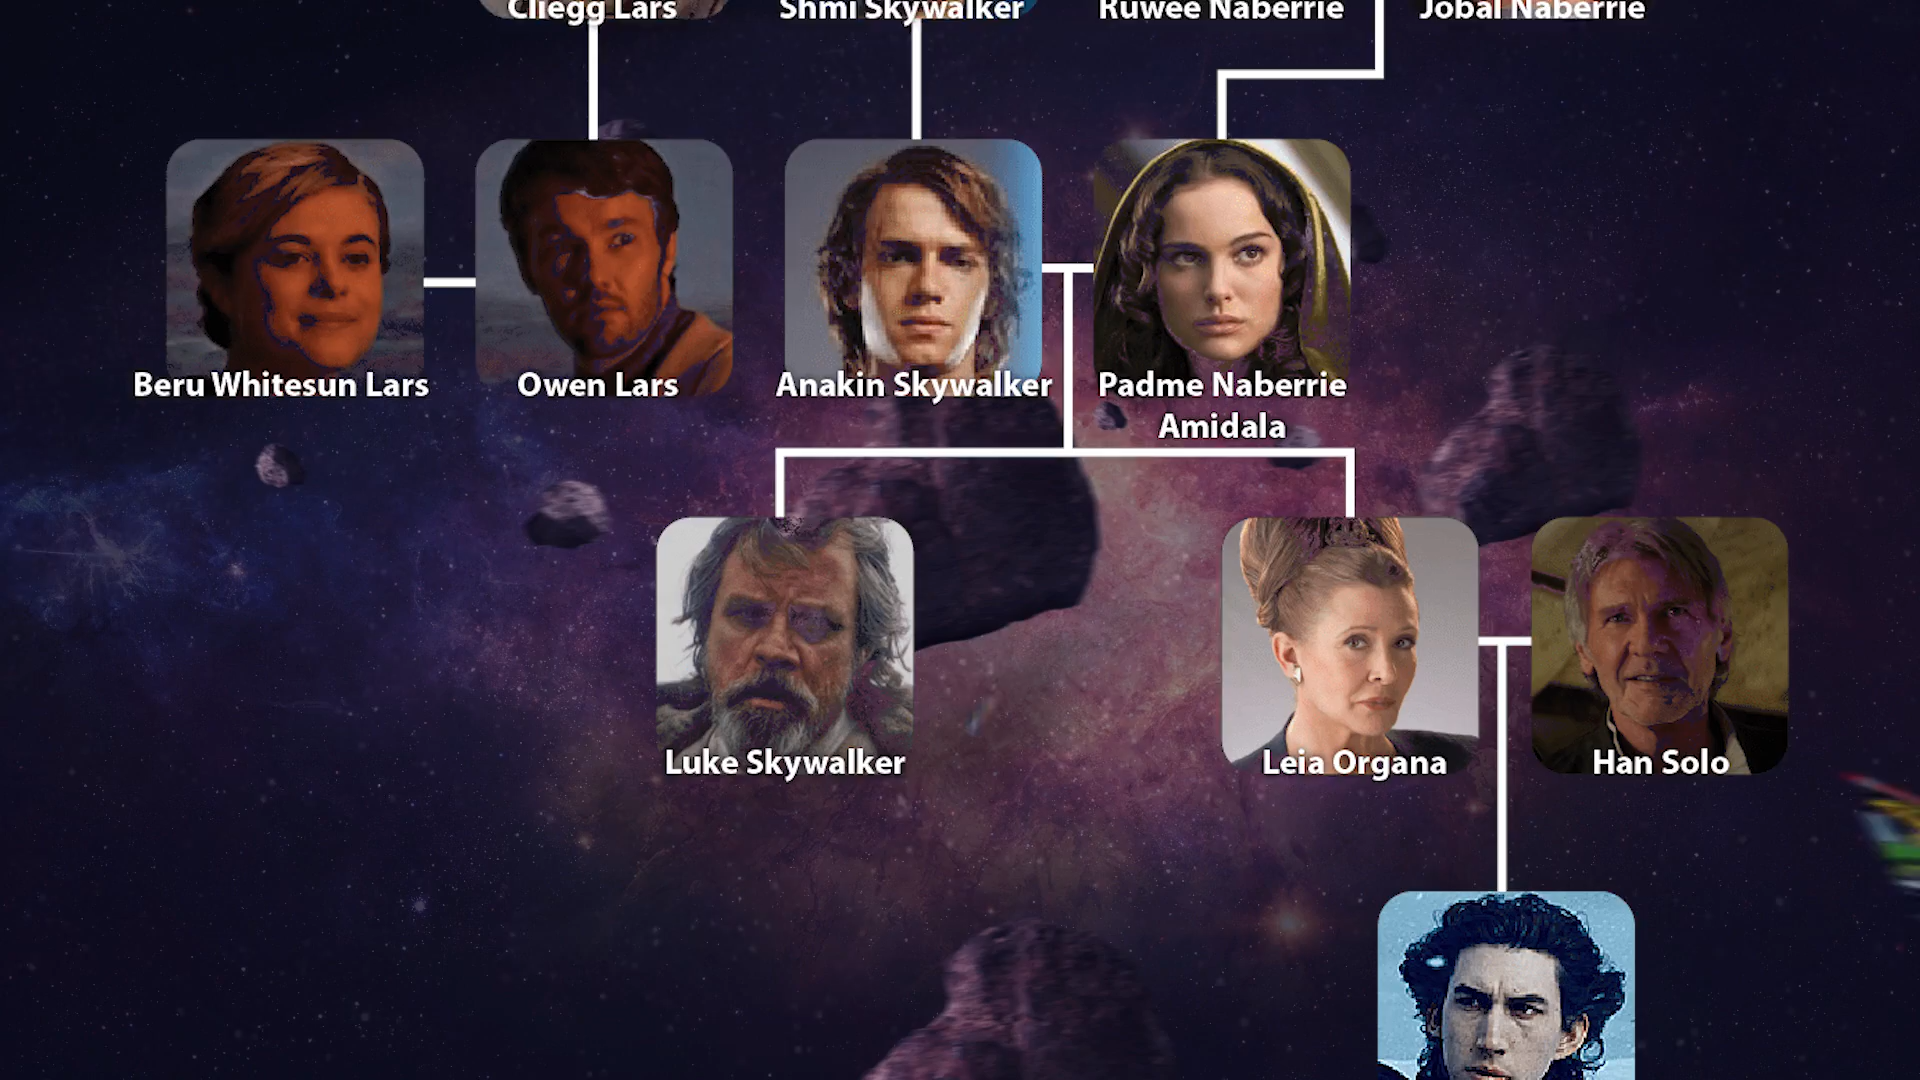 Cliegg Lars
Shmi Skywalker
Ruwee Naberrie
Jobal Naberrie
Beru Whitesun Lars
Owen Lars
Anakin Skywalker
Padme Naberrie
Amidala
Luke Skywalker
Leia Organa
Han Solo